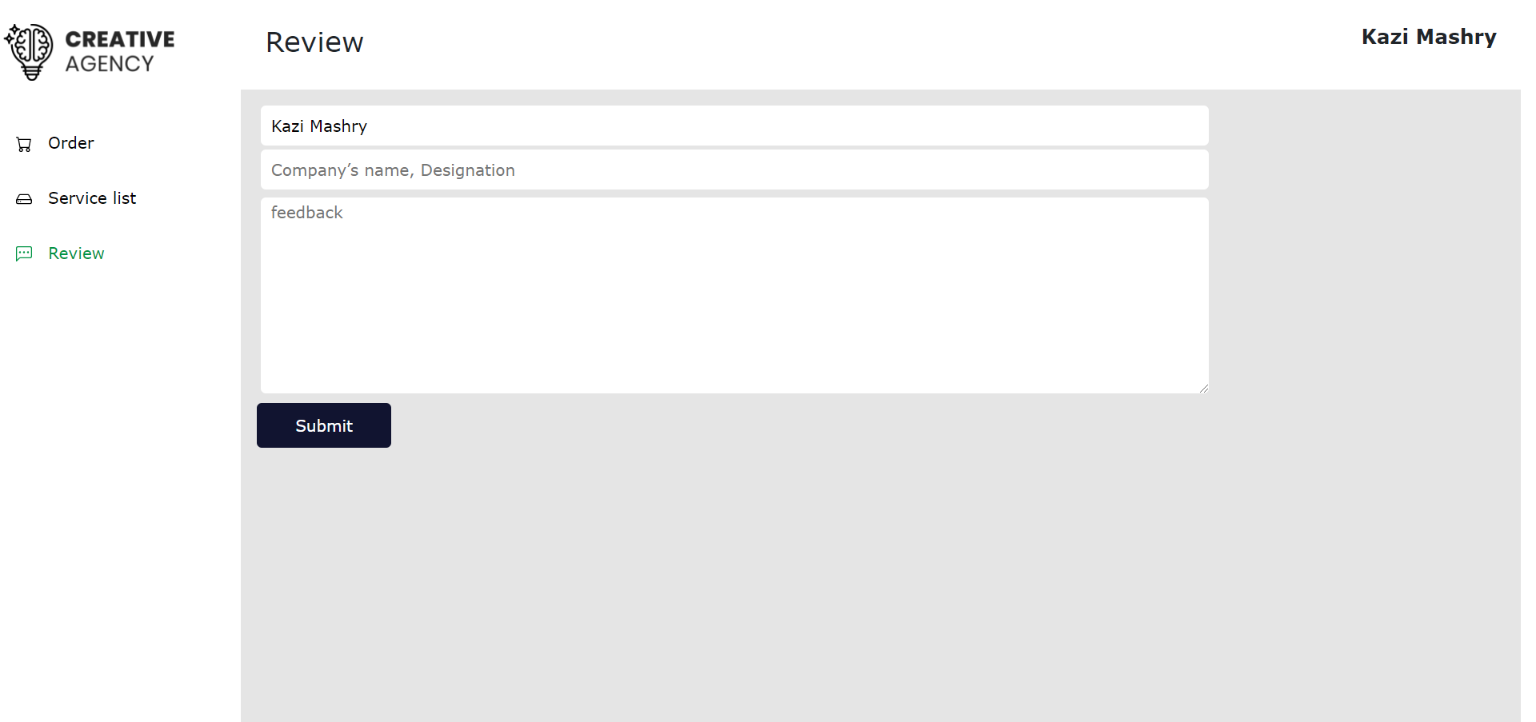 CREATIVE
AGENCY
Review
Kazi Mashry
Order
Service list
Review
Kazi Mashry
Company’s name, Designation
feedback
Submit